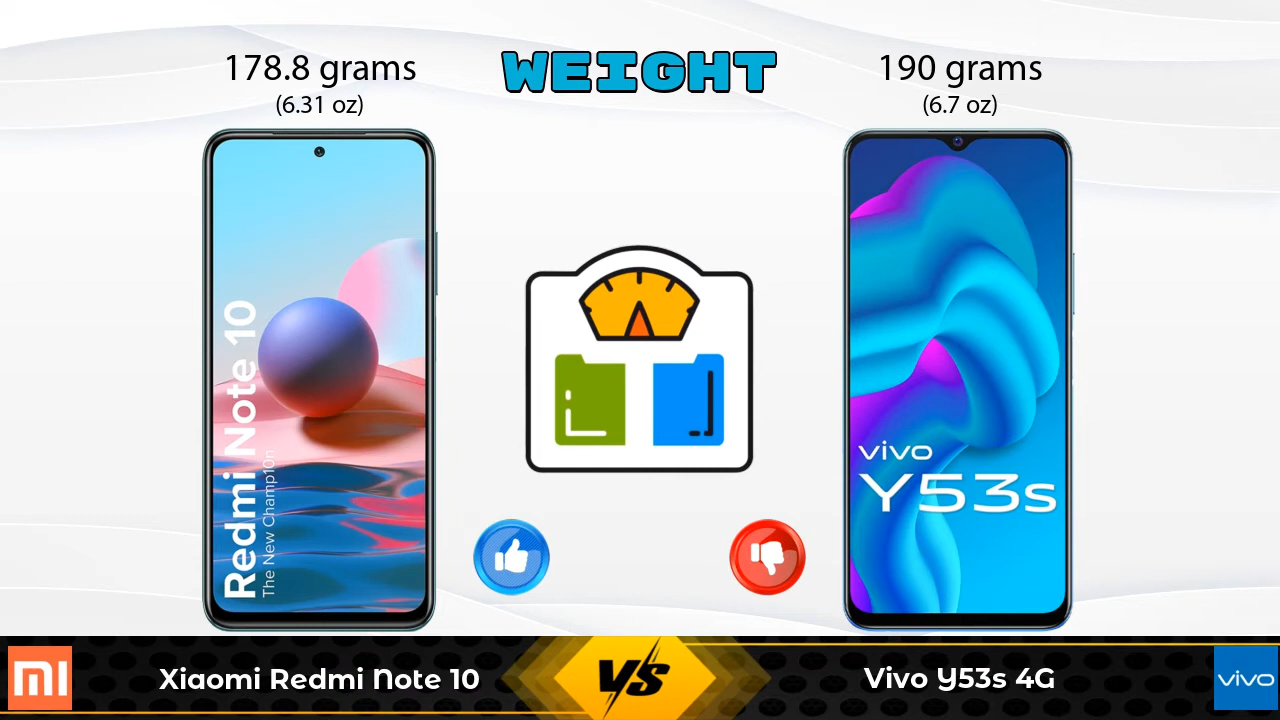 WEIGHT
178.8 grams
(6.31 oz)
190 grams
(6.7 oz)
Redmi Note 10
The New Champ10n
vivo
Y53s
MI
Xiaomi Redmi Note 10
VS
Vivo Y53s 4G
vivo